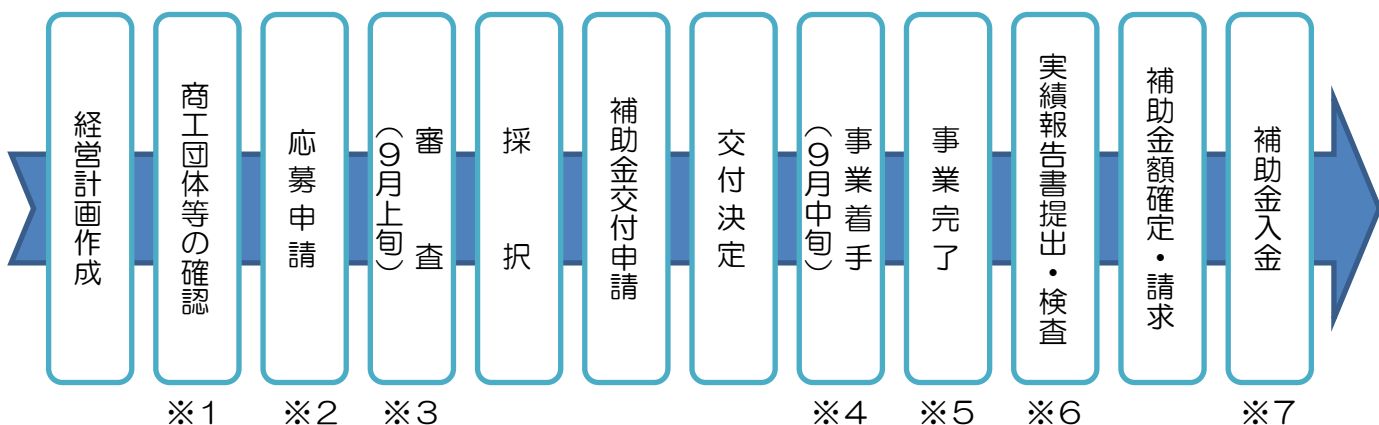 経営計画作成
商工団体等の確認
応募申請
審査
（９月上旬）
採択
補助金交付申請
交付決定
事業着手
（９月中旬）
事業完了
実績報告書提出・検査
補助金額確定・請求
補助金入金
※１
※２
※３
※４
※５
※６
※７